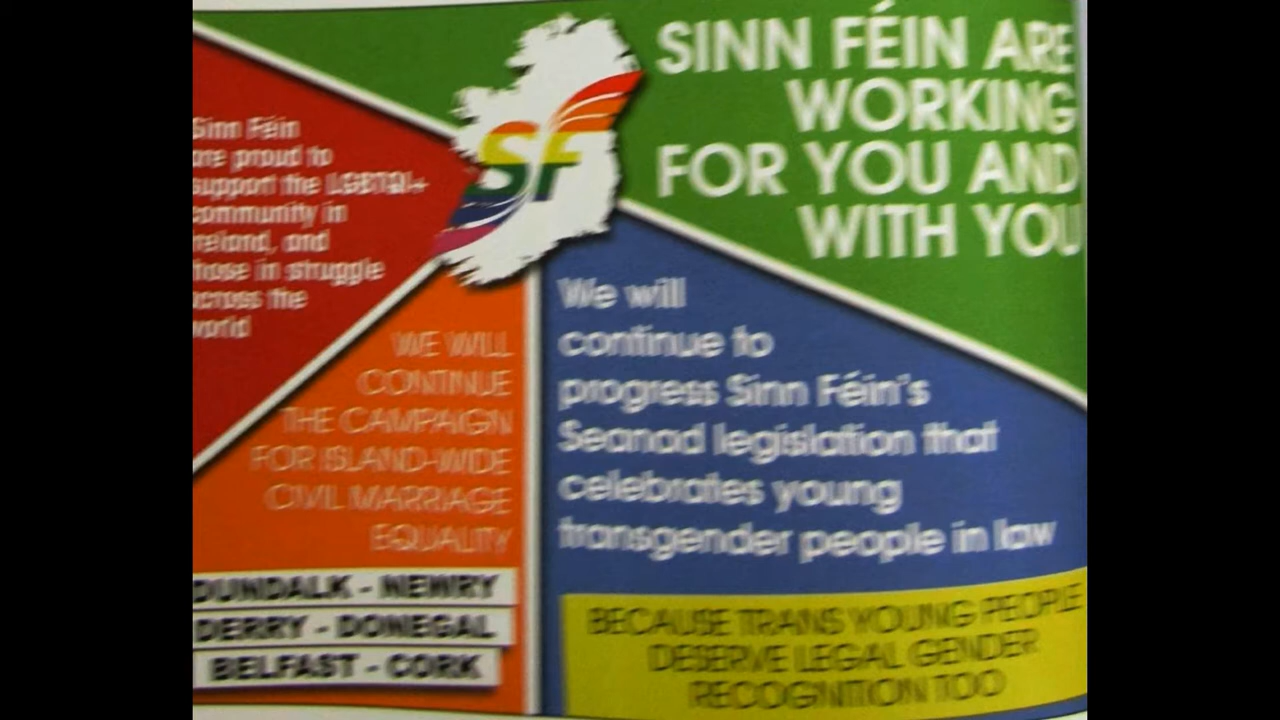 SINN FÉIN ARE
WORKING
FOR YOU AND
WITH YOU
SF
Sinn Féin
are proud to
support the LGBTQI+
community in
Ireland, and
those in struggle
across the
world
WE WILL
CONTINUE
THE CAMPAIGN
FOR ISLAND-WIDE
CIVIL MARRIAGE
EQUALITY
DUNDALK - NEWRY
DERRY - DONEGAL
BELFAST - CORK
We will
continue to
progress Sinn Féin's
Seanad legislation that
celebrates young
transgender people in law
BECAUSE TRANS YOUNG PEOPLE
DESERVE LEGAL GENDER
RECOGNITION TOO